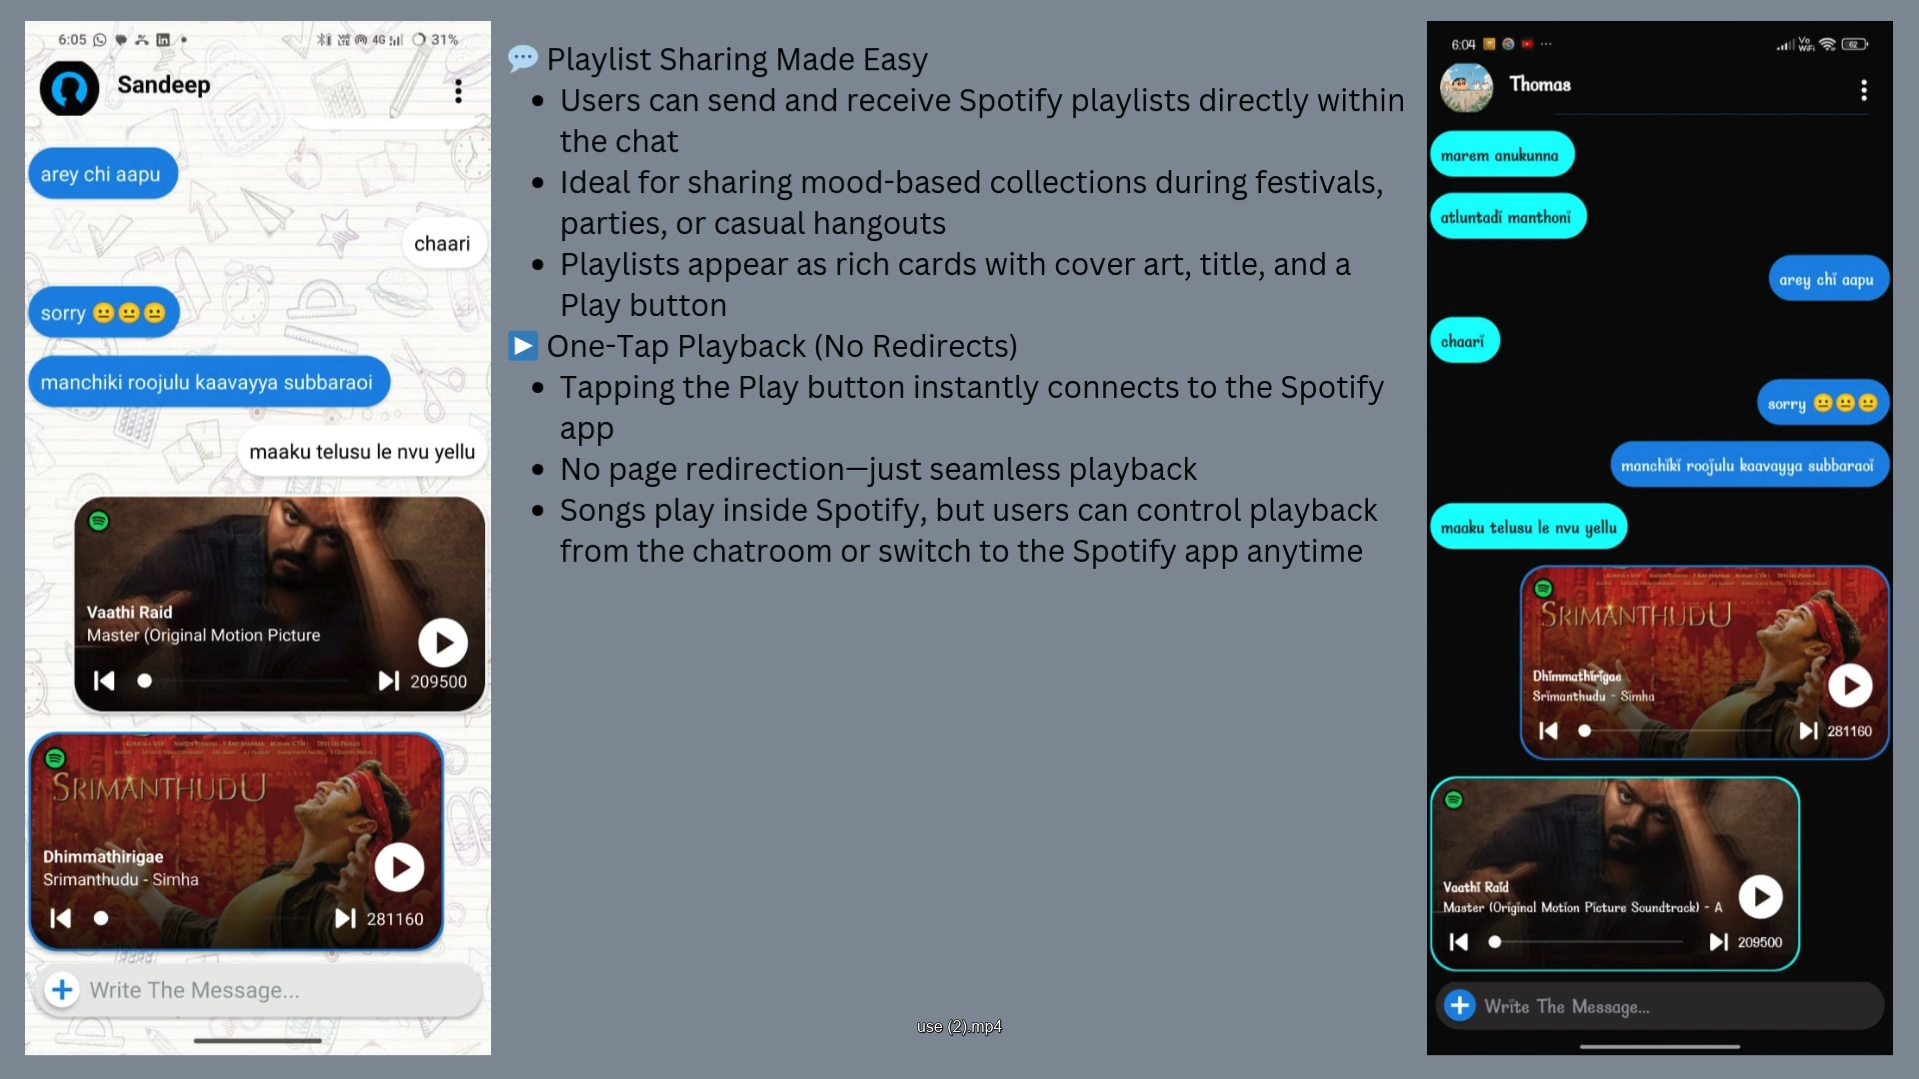 6:05
4G
31%
Sandeep
arey chi aapu
chaari
sorry 😐😐😐
manchiki roojulu kaavayya subbaraoi
maaku telusu le nvu yellu
Vaathi Raid
Master (Original Motion Picture
209500
SRIMANTHUDU
Dhimmathirigae
Srimanthudu - Simha
281160
Write The Message...
💬 Playlist Sharing Made Easy
• Users can send and receive Spotify playlists directly within
the chat
• Ideal for sharing mood-based collections during festivals,
parties, or casual hangouts
• Playlists appear as rich cards with cover art, title, and a
Play button
▶️ One-Tap Playback (No Redirects)
• Tapping the Play button instantly connects to the Spotify
app
• No page redirection—just seamless playback
• Songs play inside Spotify, but users can control playback
from the chatroom or switch to the Spotify app anytime
use (2).mp4
6:04
Vo
WiFi
62
Thomas
marem anukunna
atluntadi manthoni
arey chi aapu
chaari
sorry 😐😐😐
manchiki roojulu kaavayya subbaraoi
maaku telusu le nvu yellu
SRIMANTHUDU
Dhimmathirigae
Srimanthudu - Simha
281160
Vaathi Raid
Master (Original Motion Picture Soundtrack) - A
209500
Write The Message...